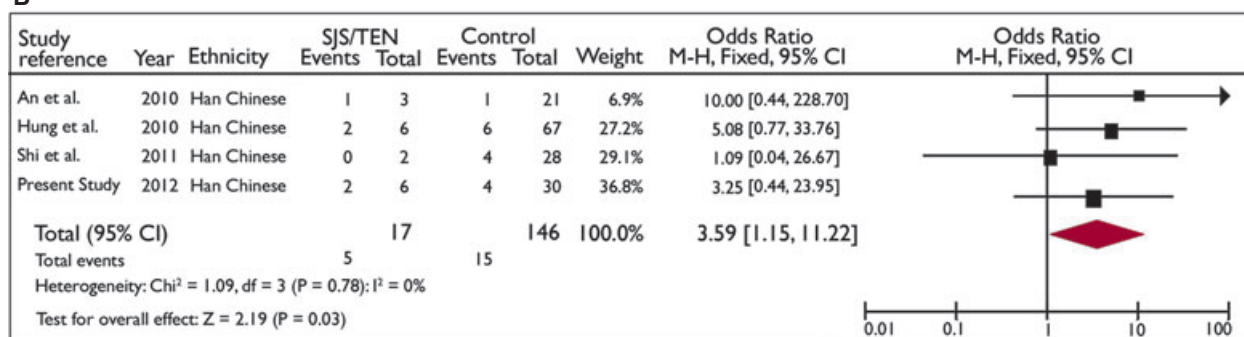 B
Study reference Year Ethnicity SJS/TEN Events Total Control Events Total Weight Odds Ratio M-H, Fixed, 95% CI Odds Ratio M-H, Fixed, 95% CI
An et al. 2010 Han Chinese 1 3 1 21 6.9% 10.00 [0.44, 228.70]
Hung et al. 2010 Han Chinese 2 6 6 67 27.2% 5.08 [0.77, 33.76]
Shi et al. 2011 Han Chinese 0 2 4 28 29.1% 1.09 [0.04, 26.67]
Present Study 2012 Han Chinese 2 6 4 30 36.8% 3.25 [0.44, 23.95]
Total (95% CI) 17 146 100.0% 3.59 [1.15, 11.22]
Total events 5 15
Heterogeneity: Chi² = 1.09, df = 3 (P = 0.78): I² = 0%
Test for overall effect: Z = 2.19 (P = 0.03)
0.01 0.1 1 10 100